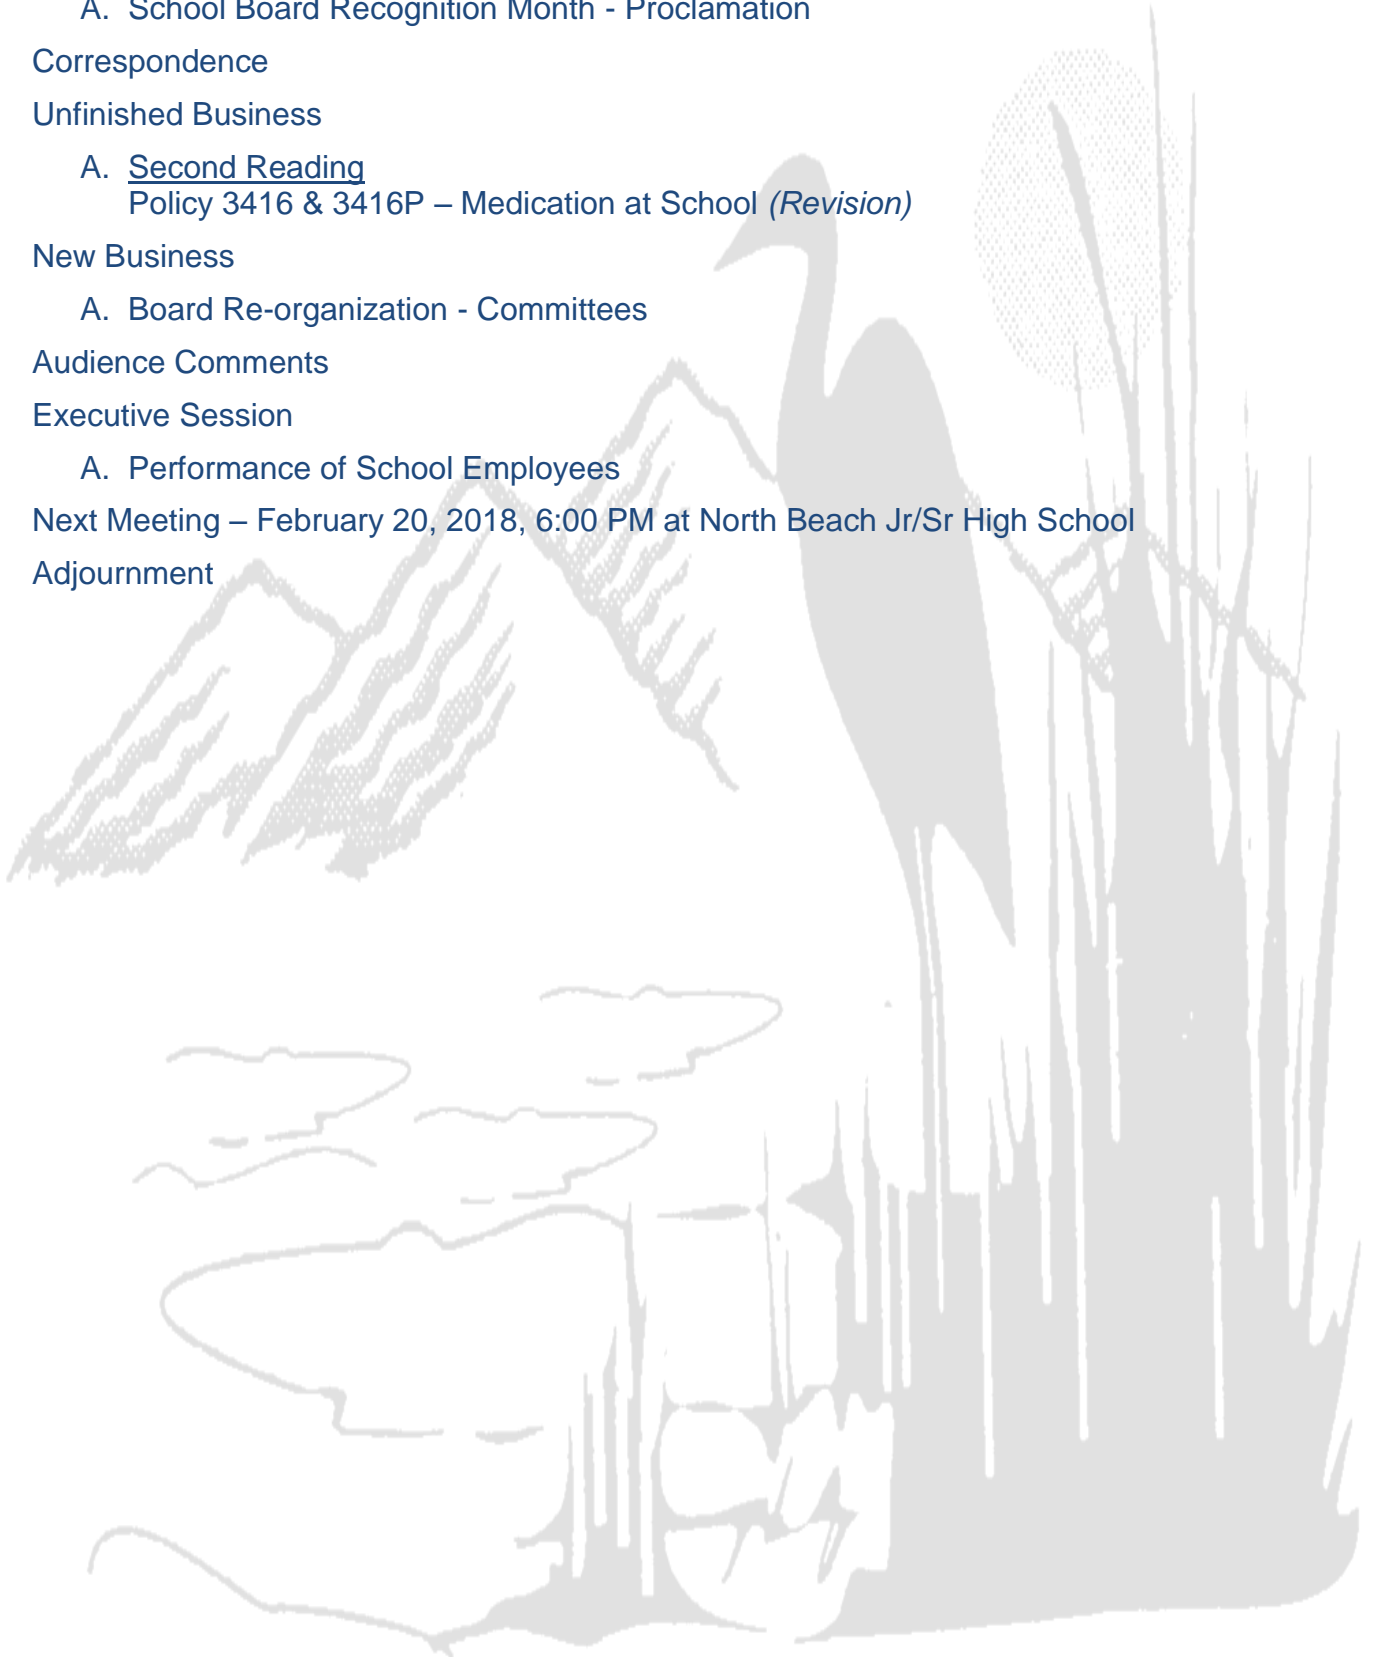 A. School Board Recognition Month - Proclamation
Correspondence
Unfinished Business
A. Second Reading
Policy 3416 & 3416P – Medication at School (Revision)
New Business
A. Board Re-organization - Committees
Audience Comments
Executive Session
A. Performance of School Employees
Next Meeting – February 20, 2018, 6:00 PM at North Beach Jr/Sr High School
Adjournment